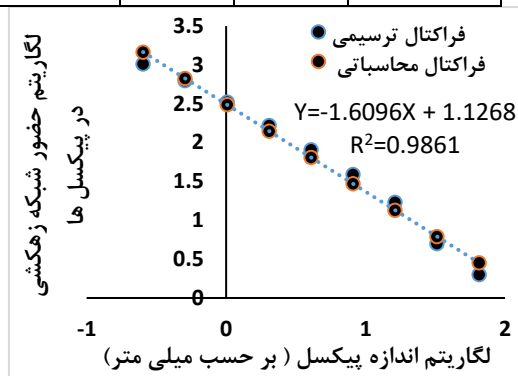 3.5
3
2.5
2
1.5
1
0.5
0
-1
0
1
2
فراکتال ترسیمی
فراکتال محاسباتی
Y=-1.6096X + 1.1268
R²=0.9861
لگاریتم حضور شبکه زهکشی
در پیکسل ها
لگاریتم اندازه پیکسل ( بر حسب میلی متر)